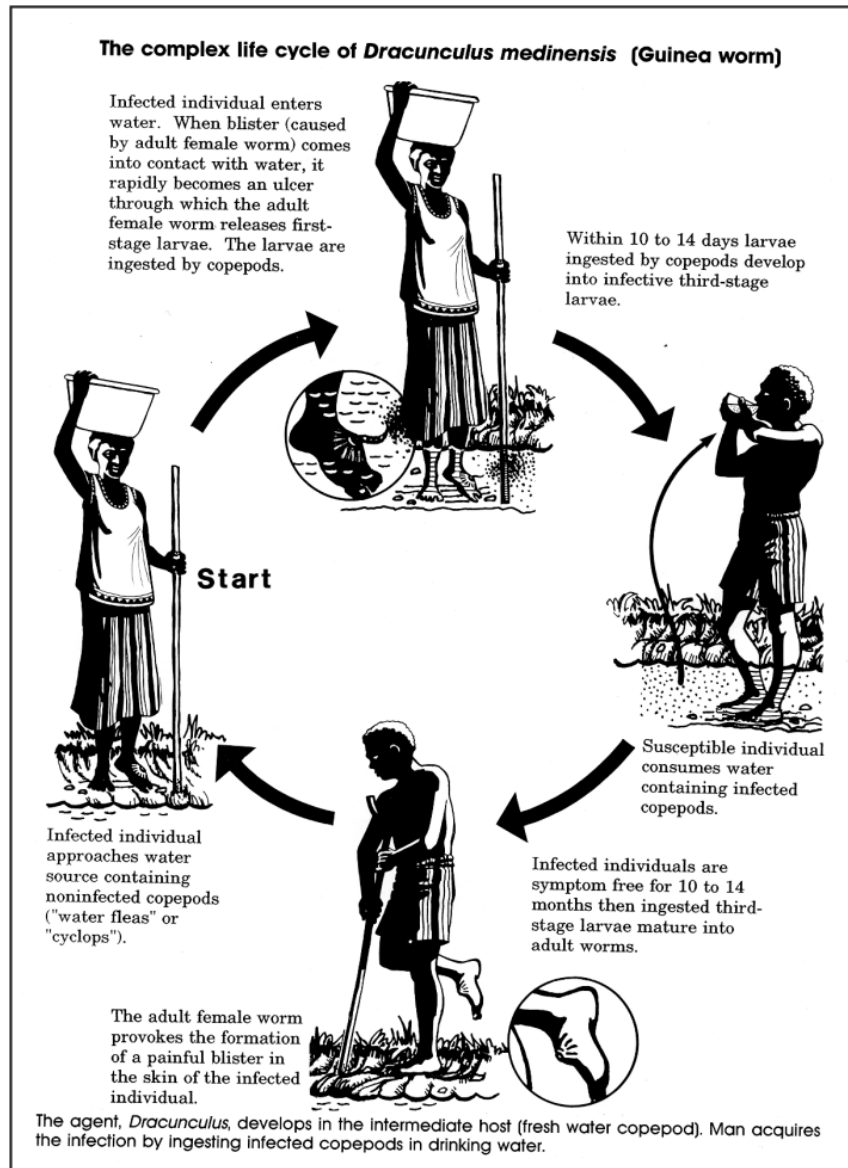 The complex life cycle of Dracunculus medinensis (Guinea worm)
Infected individual enters
water. When blister (caused
by adult female worm) comes
into contact with water, it
rapidly becomes an ulcer
through which the adult
female worm releases first-
stage larvae. The larvae are
ingested by copepods.
Within 10 to 14 days larvae
ingested by copepods develop
into infective third-stage
larvae.
Start
Susceptible individual
consumes water
containing infected
copepods.
Infected individuals are
symptom free for 10 to 14
months then ingested third-
stage larvae mature into
adult worms.
The adult female worm
provokes the formation
of a painful blister in
the skin of the infected
individual.
Infected individual
approaches water
source containing
noninfected copepods
("water fleas" or
"cyclops").
The agent, Dracunculus, develops in the intermediate host (fresh water copepod). Man acquires
the infection by ingesting infected copepods in drinking water.